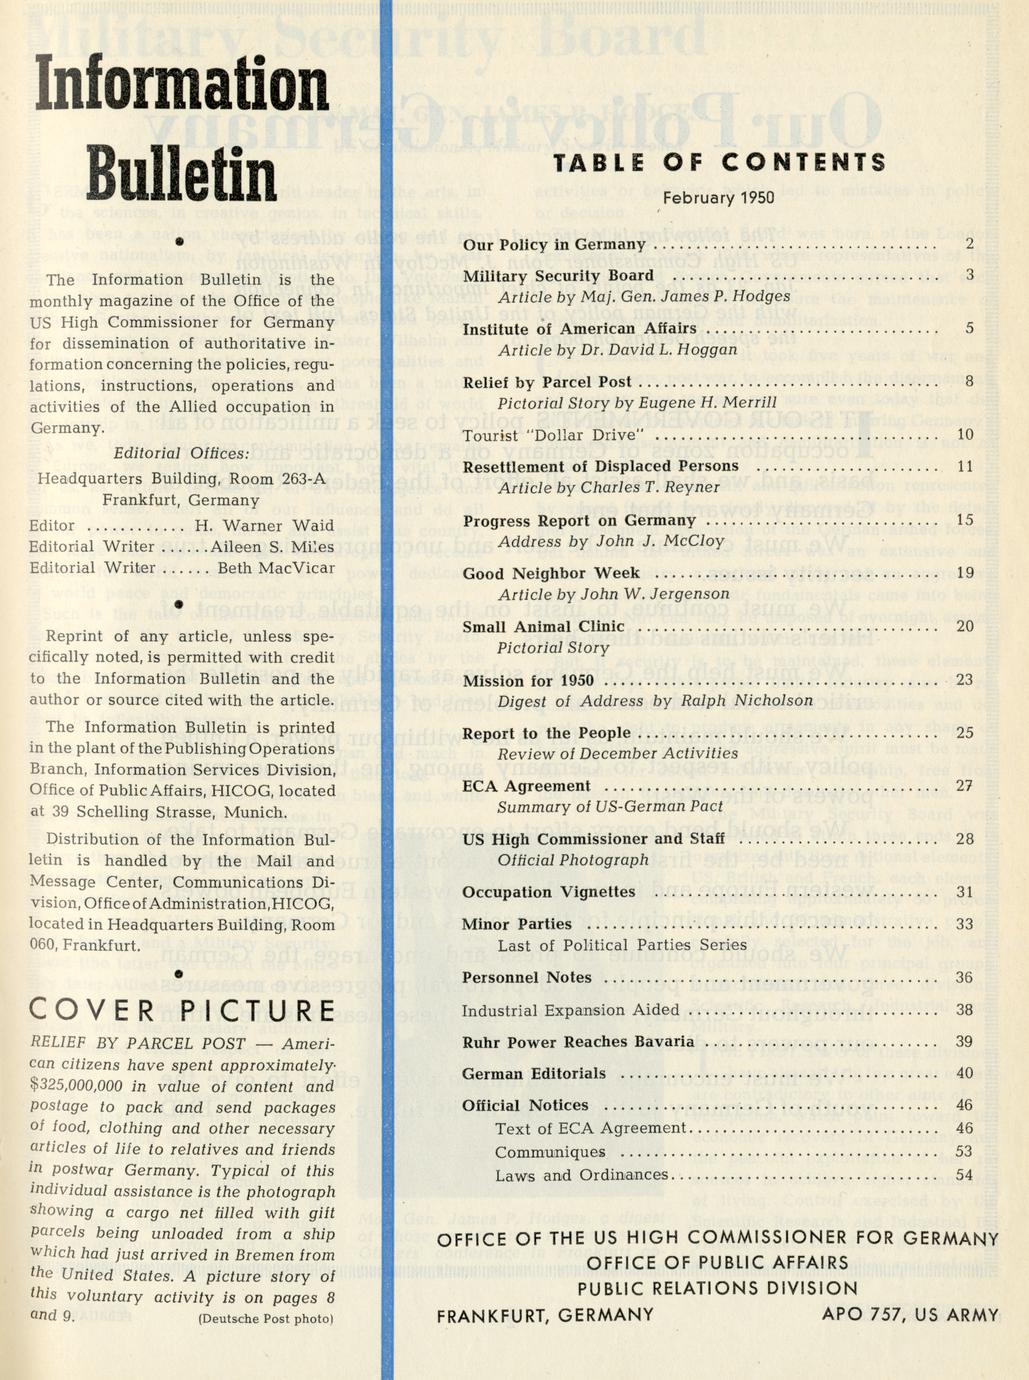 Information
Bulletin
•
The Information Bulletin is the
monthly magazine of the Office of the
US High Commissioner for Germany
for dissemination of authoritative in-
formation concerning the policies, regu-
lations, instructions, operations and
activities of the Allied occupation in
Germany.
Editorial Offices:
Headquarters Building, Room 263-A
Frankfurt, Germany
Editor ............ H. Warner Waid
Editorial Writer ...... Aileen S. Miles
Editorial Writer ...... Beth MacVicar
•
Reprint of any article, unless spe-
cifically noted, is permitted with credit
to the Information Bulletin and the
author or source cited with the article.
The Information Bulletin is printed
in the plant of the Publishing Operations
Branch, Information Services Division,
Office of Public Affairs, HICOG, located
at 39 Schelling Strasse, Munich.
Distribution of the Information Bul-
letin is handled by the Mail and
Message Center, Communications Di-
vision, Office of Administration, HICOG,
located in Headquarters Building, Room
060, Frankfurt.
•
COVER PICTURE
RELIEF BY PARCEL POST — Ameri-
can citizens have spent approximately
$325,000,000 in value of content and
postage to pack and send packages
of food, clothing and other necessary
articles of life to relatives and friends
in postwar Germany. Typical of this
individual assistance is the photograph
showing a cargo net filled with gift
parcels being unloaded from a ship
which had just arrived in Bremen from
the United States. A picture story of
this voluntary activity is on pages 8
and 9. (Deutsche Post photo)
TABLE OF CONTENTS
February 1950
Our Policy in Germany .............................. 2
Military Security Board .............................. 3
Article by Maj. Gen. James P. Hodges
Institute of American Affairs .............................. 5
Article by Dr. David L. Hoggan
Relief by Parcel Post .............................. 8
Pictorial Story by Eugene H. Merrill
Tourist "Dollar Drive" .............................. 10
Resettlement of Displaced Persons .................... 11
Article by Charles T. Reyner
Progress Report on Germany .............................. 15
Address by John J. McCloy
Good Neighbor Week .............................. 19
Article by John W. Jergenson
Small Animal Clinic .............................. 20
Pictorial Story
Mission for 1950 .............................. 23
Digest of Address by Ralph Nicholson
Report to the People .............................. 25
Review of December Activities
ECA Agreement .............................. 27
Summary of US-German Pact
US High Commissioner and Staff .................... 28
Official Photograph
Occupation Vignettes .............................. 31
Minor Parties .............................. 33
Last of Political Parties Series
Personnel Notes .............................. 36
Industrial Expansion Aided .............................. 38
Ruhr Power Reaches Bavaria .............................. 39
German Editorials .............................. 40
Official Notices .............................. 46
Text of ECA Agreement .............................. 46
Communiques .............................. 53
Laws and Ordinances .............................. 54
OFFICE OF THE US HIGH COMMISSIONER FOR GERMANY
OFFICE OF PUBLIC AFFAIRS
PUBLIC RELATIONS DIVISION
FRANKFURT, GERMANY APO 757, US ARMY